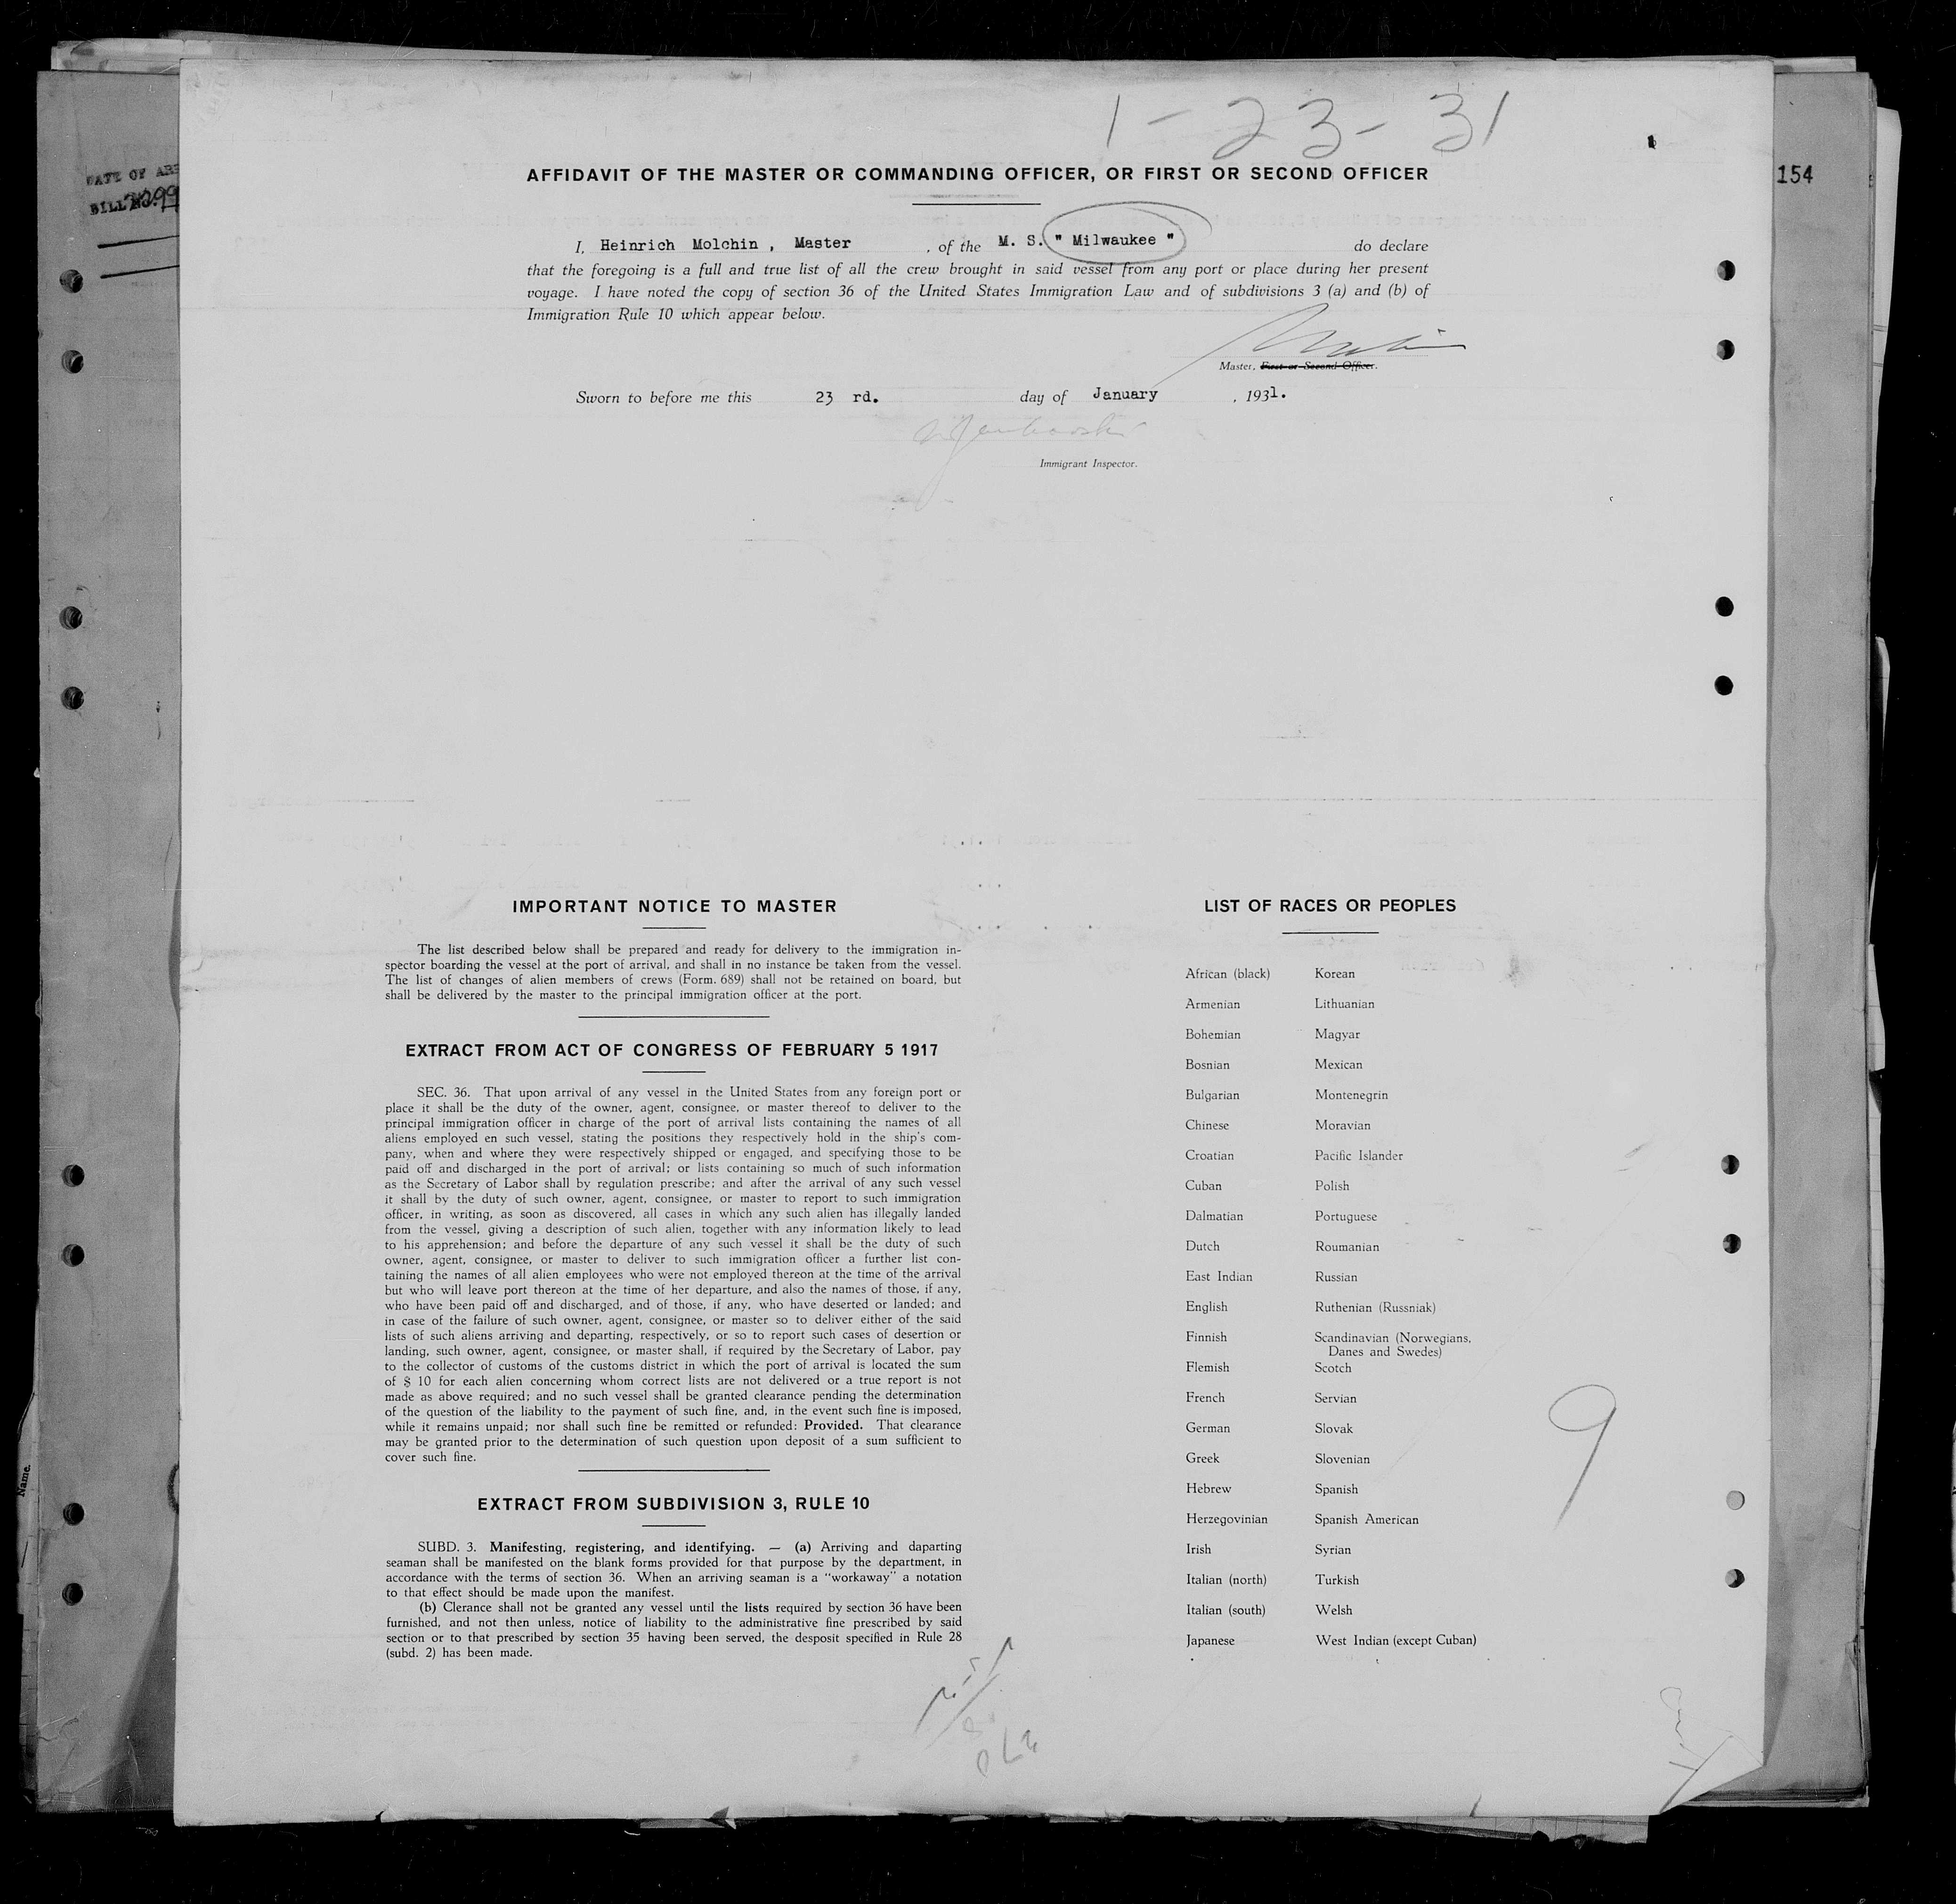 1-23-31
DATE OF ARR
BILL NO.
154
AFFIDAVIT OF THE MASTER OR COMMANDING OFFICER, OR FIRST OR SECOND OFFICER
I, Heinrich Molchin , Master , of the M. S. " Milwaukee " do declare
that the foregoing is a full and true list of all the crew brought in said vessel from any port or place during her present
voyage. I have noted the copy of section 36 of the United States Immigration Law and of subdivisions 3 (a) and (b) of
Immigration Rule 10 which appear below.
Master, First or Second Officer.
Sworn to before me this 23 rd. day of January , 1931.
Immigrant Inspector.
IMPORTANT NOTICE TO MASTER
The list described below shall be prepared and ready for delivery to the immigration in-
spector boarding the vessel at the port of arrival, and shall in no instance be taken from the vessel.
The list of changes of alien members of crews (Form. 689) shall not be retained on board, but
shall be delivered by the master to the principal immigration officer at the port.
EXTRACT FROM ACT OF CONGRESS OF FEBRUARY 5 1917
SEC. 36. That upon arrival of any vessel in the United States from any foreign port or
place it shall be the duty of the owner, agent, consignee, or master thereof to deliver to the
principal immigration officer in charge of the port of arrival lists containing the names of all
aliens employed en such vessel, stating the positions they respectively hold in the ship's com-
pany, when and where they were respectively shipped or engaged, and specifying those to be
paid off and discharged in the port of arrival; or lists containing so much of such information
as the Secretary of Labor shall by regulation prescribe; and after the arrival of any such vessel
it shall by the duty of such owner, agent, consignee, or master to report to such immigration
officer, in writing, as soon as discovered, all cases in which any such alien has illegally landed
from the vessel, giving a description of such alien, together with any information likely to lead
to his apprehension; and before the departure of any such vessel it shall be the duty of such
owner, agent, consignee, or master to deliver to such immigration officer a further list con-
taining the names of all alien employees who were not employed thereon at the time of the arrival
but who will leave port thereon at the time of her departure, and also the names of those, if any,
who have been paid off and discharged, and of those, if any, who have deserted or landed; and
in case of the failure of such owner, agent, consignee, or master so to deliver either of the said
lists of such aliens arriving and departing, respectively, or so to report such cases of desertion or
landing, such owner, agent, consignee, or master shall, if required by the Secretary of Labor, pay
to the collector of customs of the customs district in which the port of arrival is located the sum
of $ 10 for each alien concerning whom correct lists are not delivered or a true report is not
made as above required; and no such vessel shall be granted clearance pending the determination
of the question of the liability to the payment of such fine, and, in the event such fine is imposed,
while it remains unpaid; nor shall such fine be remitted or refunded: Provided. That clearance
may be granted prior to the determination of such question upon deposit of a sum sufficient to
cover such fine.
EXTRACT FROM SUBDIVISION 3, RULE 10
SUBD. 3. Manifesting, registering, and identifying. — (a) Arriving and daparting
seaman shall be manifested on the blank forms provided for that purpose by the department, in
accordance with the terms of section 36. When an arriving seaman is a "workaway" a notation
to that effect should be made upon the manifest.
(b) Clerance shall not be granted any vessel until the lists required by section 36 have been
furnished, and not then unless, notice of liability to the administrative fine prescribed by said
section or to that prescribed by section 35 having been served, the desposit specified in Rule 28
(subd. 2) has been made.
LIST OF RACES OR PEOPLES
African (black) Korean
Armenian Lithuanian
Bohemian Magyar
Bosnian Mexican
Bulgarian Montenegrin
Chinese Moravian
Croatian Pacific Islander
Cuban Polish
Dalmatian Portuguese
Dutch Roumanian
East Indian Russian
English Ruthenian (Russniak)
Finnish Scandinavian (Norwegians,
Danes and Swedes)
Flemish Scotch
French Servian
German Slovak
Greek Slovenian
Hebrew Spanish
Herzegovinian Spanish American
Irish Syrian
Italian (north) Turkish
Italian (south) Welsh
Japanese West Indian (except Cuban)
9
Name.